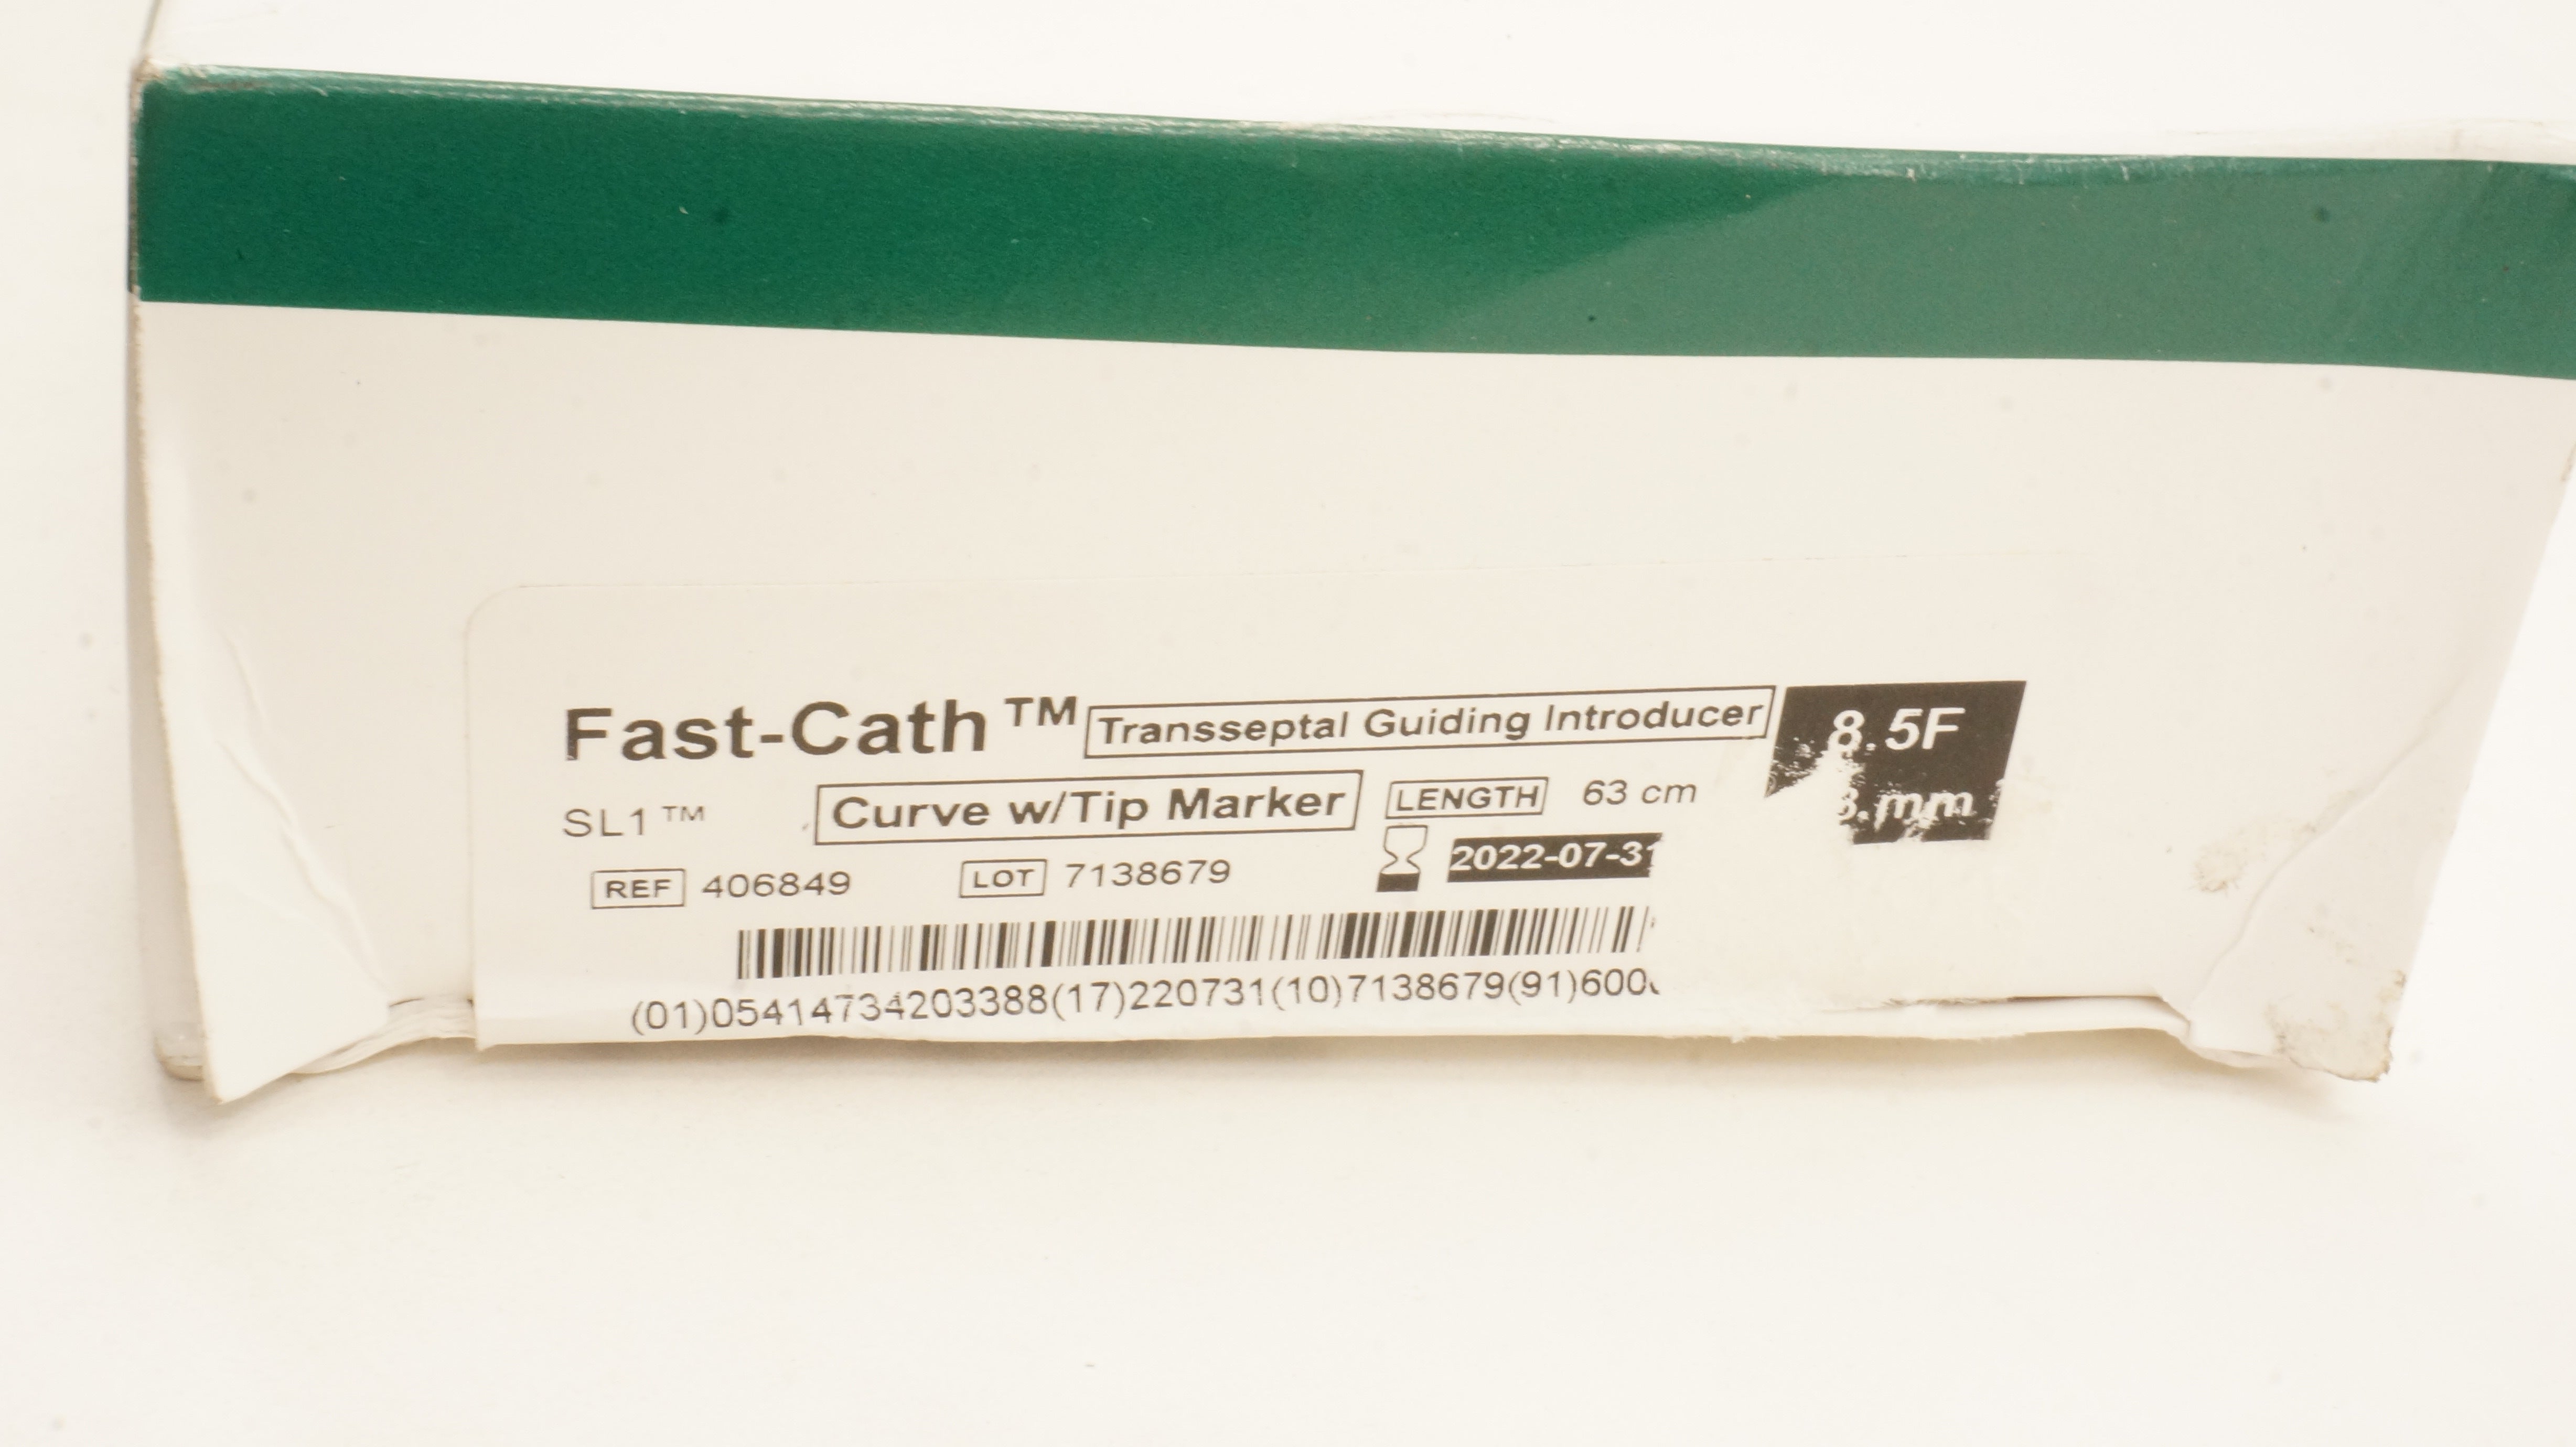 Fast-Cath™ Transseptal Guiding Introducer 8.5F
SL1™ Curve w/Tip Marker LENGTH 63 cm mm
REF 406849 LOT 7138679 2022-07-31
(01)05414734203388(17)220731(10)7138679(91)600